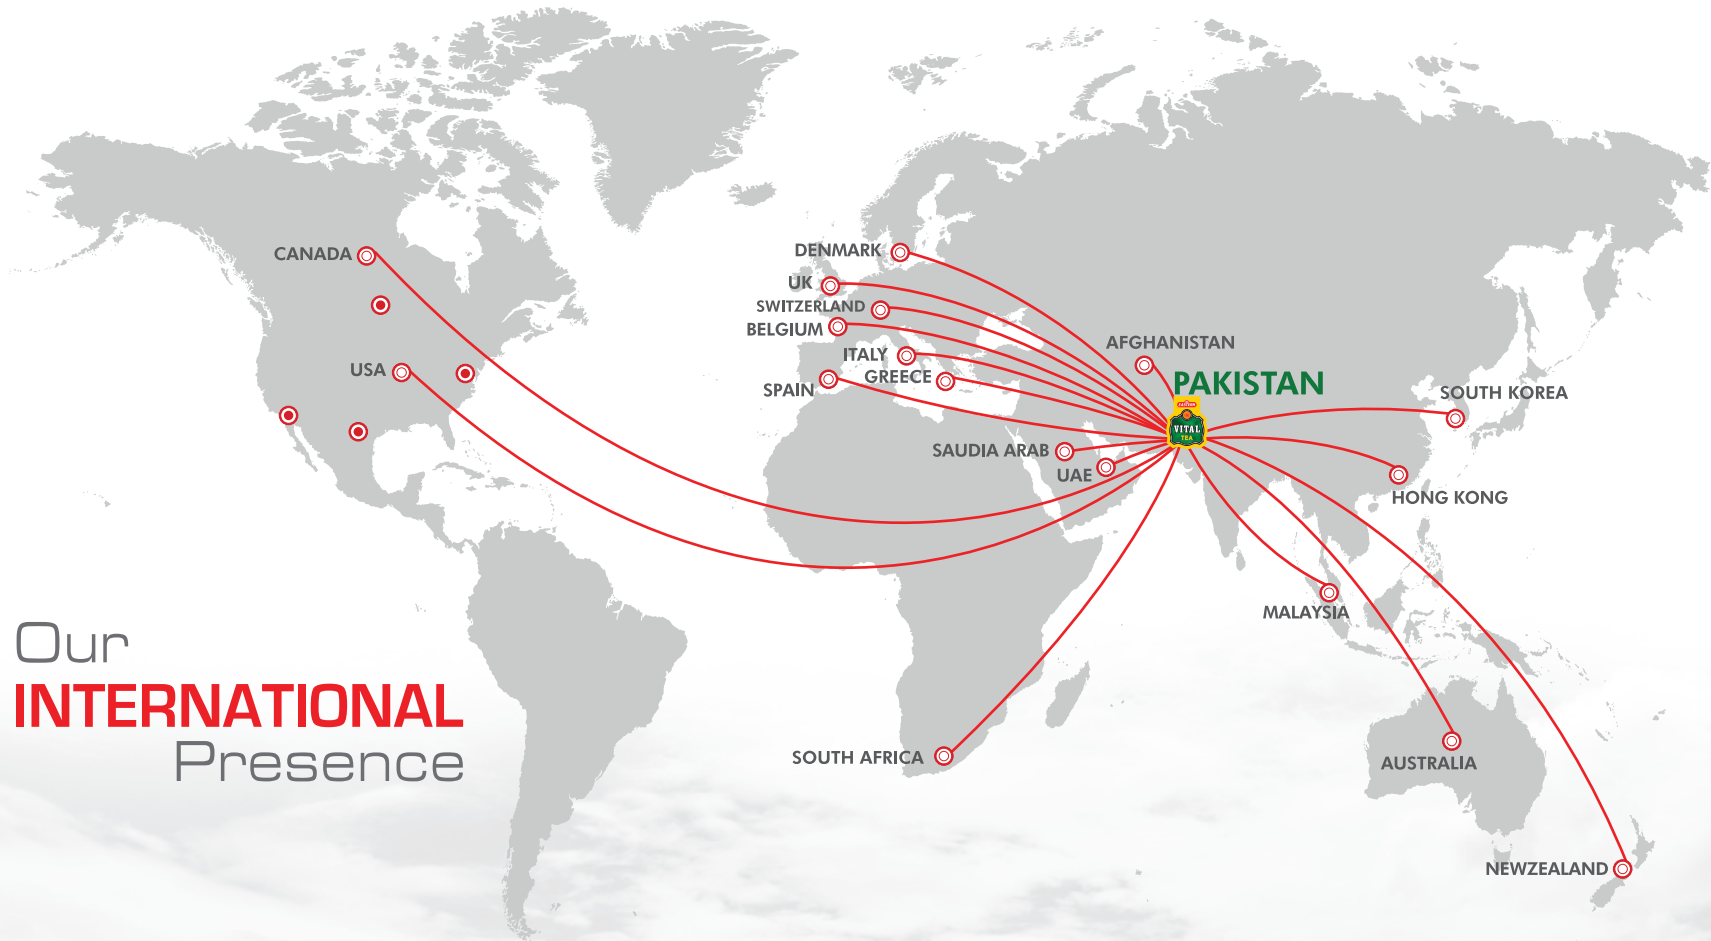 CANADA
USA
DENMARK
UK
SWITZERLAND
BELGIUM
ITALY
GREECE
SPAIN
AFGHANISTAN
PAKISTAN
VITAL
TEA
SOUTH KOREA
SAUDIA ARAB
UAE
HONG KONG
MALAYSIA
SOUTH AFRICA
AUSTRALIA
NEWZEALAND
Our
INTERNATIONAL
Presence